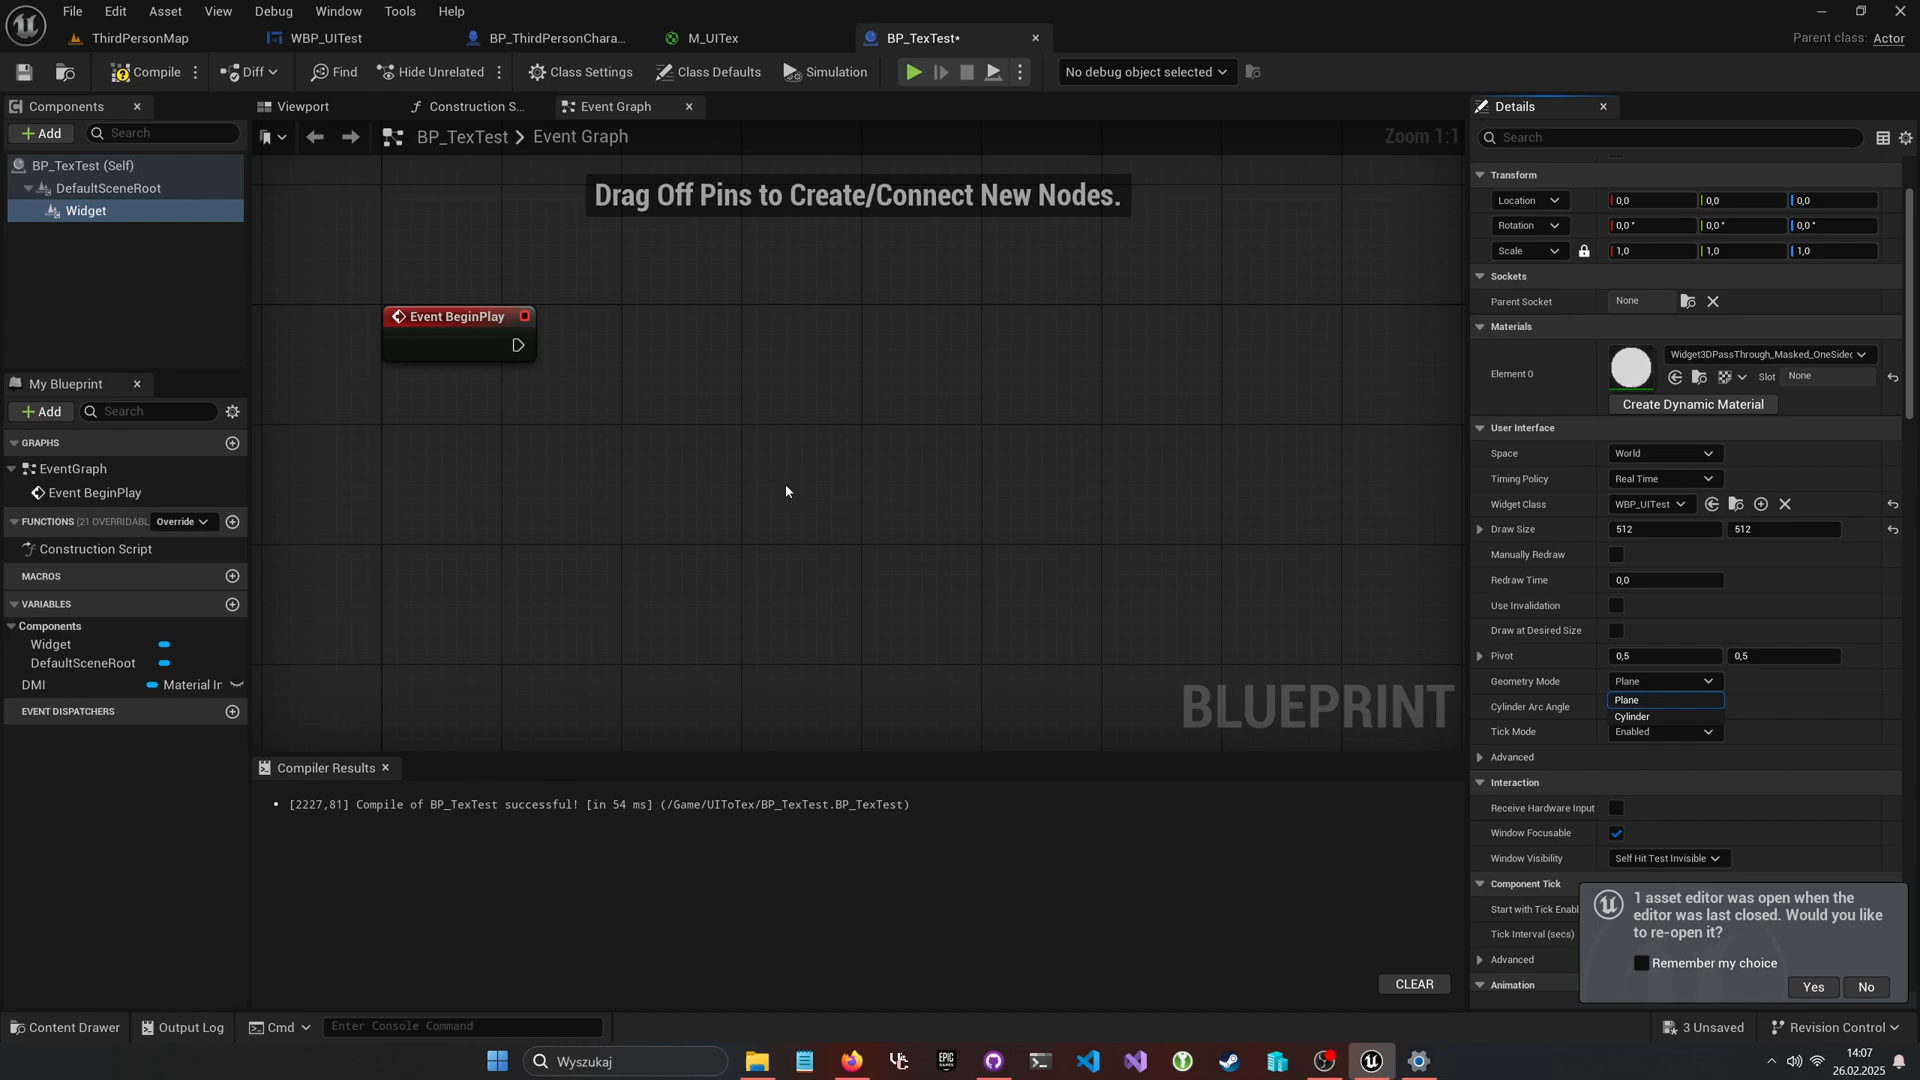 File Edit Asset View Debug Window Tools Help
ThirdPersonMap WBP_UITest BP_ThirdPersonChara... M_UITex BP_TexTest• Parent class: Actor
Compile Diff Find Hide Unrelated Class Settings Class Defaults Simulation No debug object selected
Components Viewport Construction S... Event Graph Details
Add Search BP_TexTest Event Graph Zoom 1:1 Search
BP_TexTest (Self)
DefaultSceneRoot
Widget
Drag Off Pins to Create/Connect New Nodes.
Event BeginPlay
BLUEPRINT
My Blueprint
Add Search
GRAPHS
EventGraph
Event BeginPlay
FUNCTIONS (21 OVERRIDABL Override
Construction Script
MACROS
VARIABLES
Components
Widget
DefaultSceneRoot
DMI Material In
EVENT DISPATCHERS
Compiler Results
• [2227,81] Compile of BP_TexTest successful! [in 54 ms] (/Game/UIToTex/BP_TexTest.BP_TexTest)
CLEAR
Transform
Location 0,0 0,0 0,0
Rotation 0,0 ° 0,0 ° 0,0 °
Scale 1,0 1,0 1,0
Sockets
Parent Socket None
Materials
Element 0 Widget3DPassThrough_Masked_OneSided
Slot None
Create Dynamic Material
User Interface
Space World
Timing Policy Real Time
Widget Class WBP_UITest
Draw Size 512 512
Manually Redraw
Redraw Time 0,0
Use Invalidation
Draw at Desired Size
Pivot 0,5 0,5
Geometry Mode Plane
Plane
Cylinder Arc Angle
Cylinder
Tick Mode Enabled
Advanced
Interaction
Receive Hardware Input
Window Focusable
Window Visibility Self Hit Test Invisible
Component Tick
Start with Tick Enabl
Tick Interval (secs)
Advanced
Animation
1 asset editor was open when the
editor was last closed. Would you like
to re-open it?
Remember my choice
Yes No
Content Drawer Output Log Cmd Enter Console Command 3 Unsaved Revision Control
Wyszukaj EPIC GAMES 14:07
26.02.2025